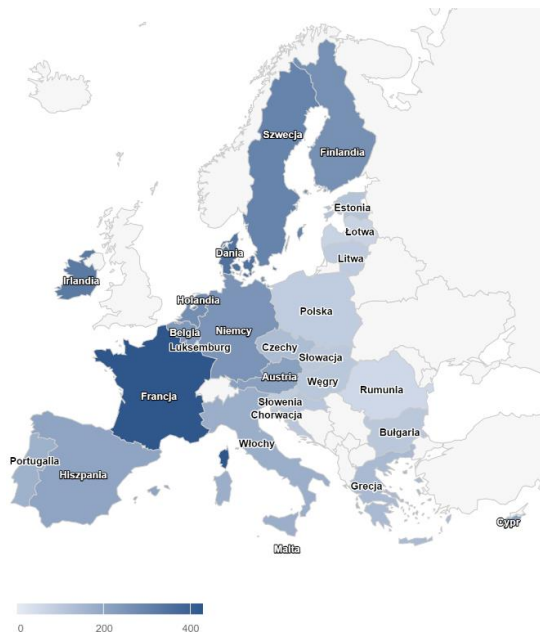 Szwecja
Finlandia
Estonia
Łotwa
Dania
Litwa
Irlandia
Holandia
Polska
Belgia
Niemcy
Luksemburg
Czechy
Słowacja
Austria
Węgry
Rumunia
Francja
Słowenia
Chorwacja
Bułgaria
Włochy
Portugalia
Hiszpania
Grecja
Cypr
Malta
0 200 400